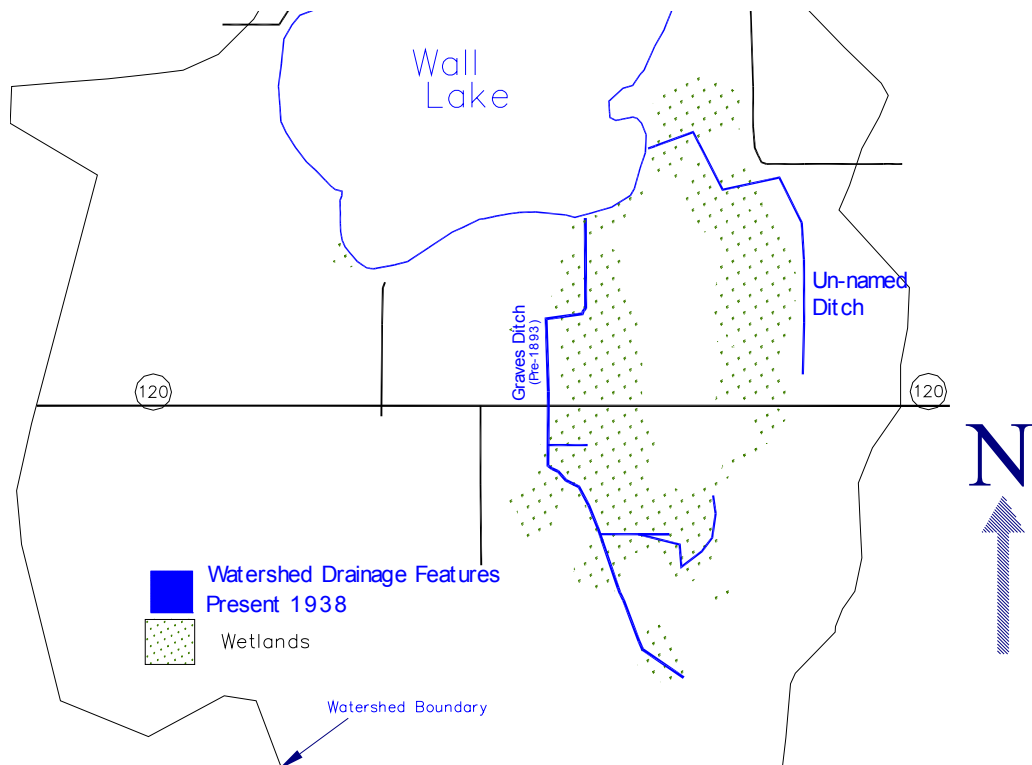 Wall
Lake
Un-named
Ditch
Graves Ditch
(Pre-1893)
120
120
N
Watershed Drainage Features
Present 1938
Wetlands
Watershed Boundary